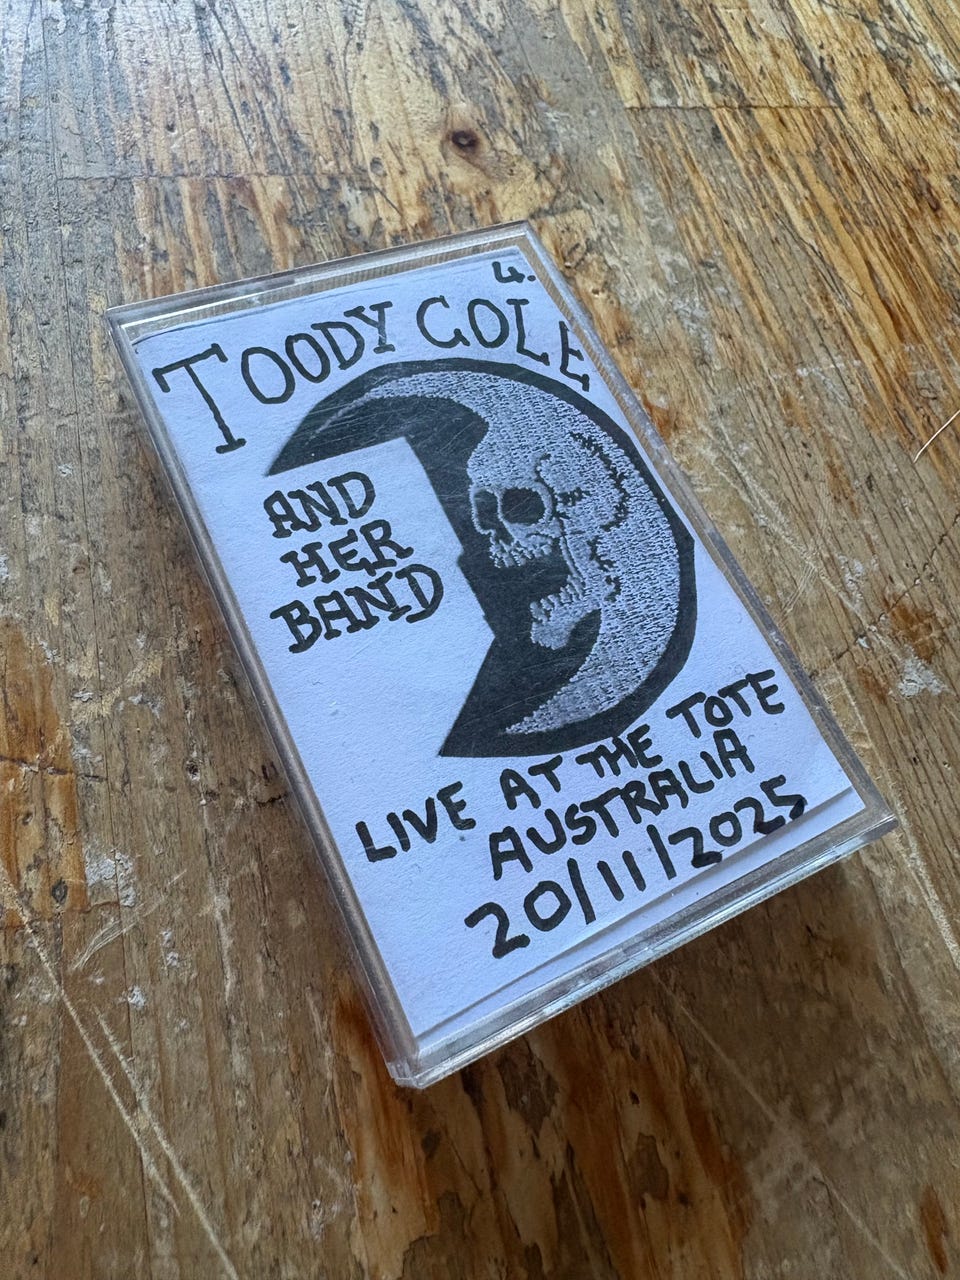 4.
TOODY COLE
AND
HER
BAND
LIVE AT THE TOTE
AUSTRALIA
20/11/2025